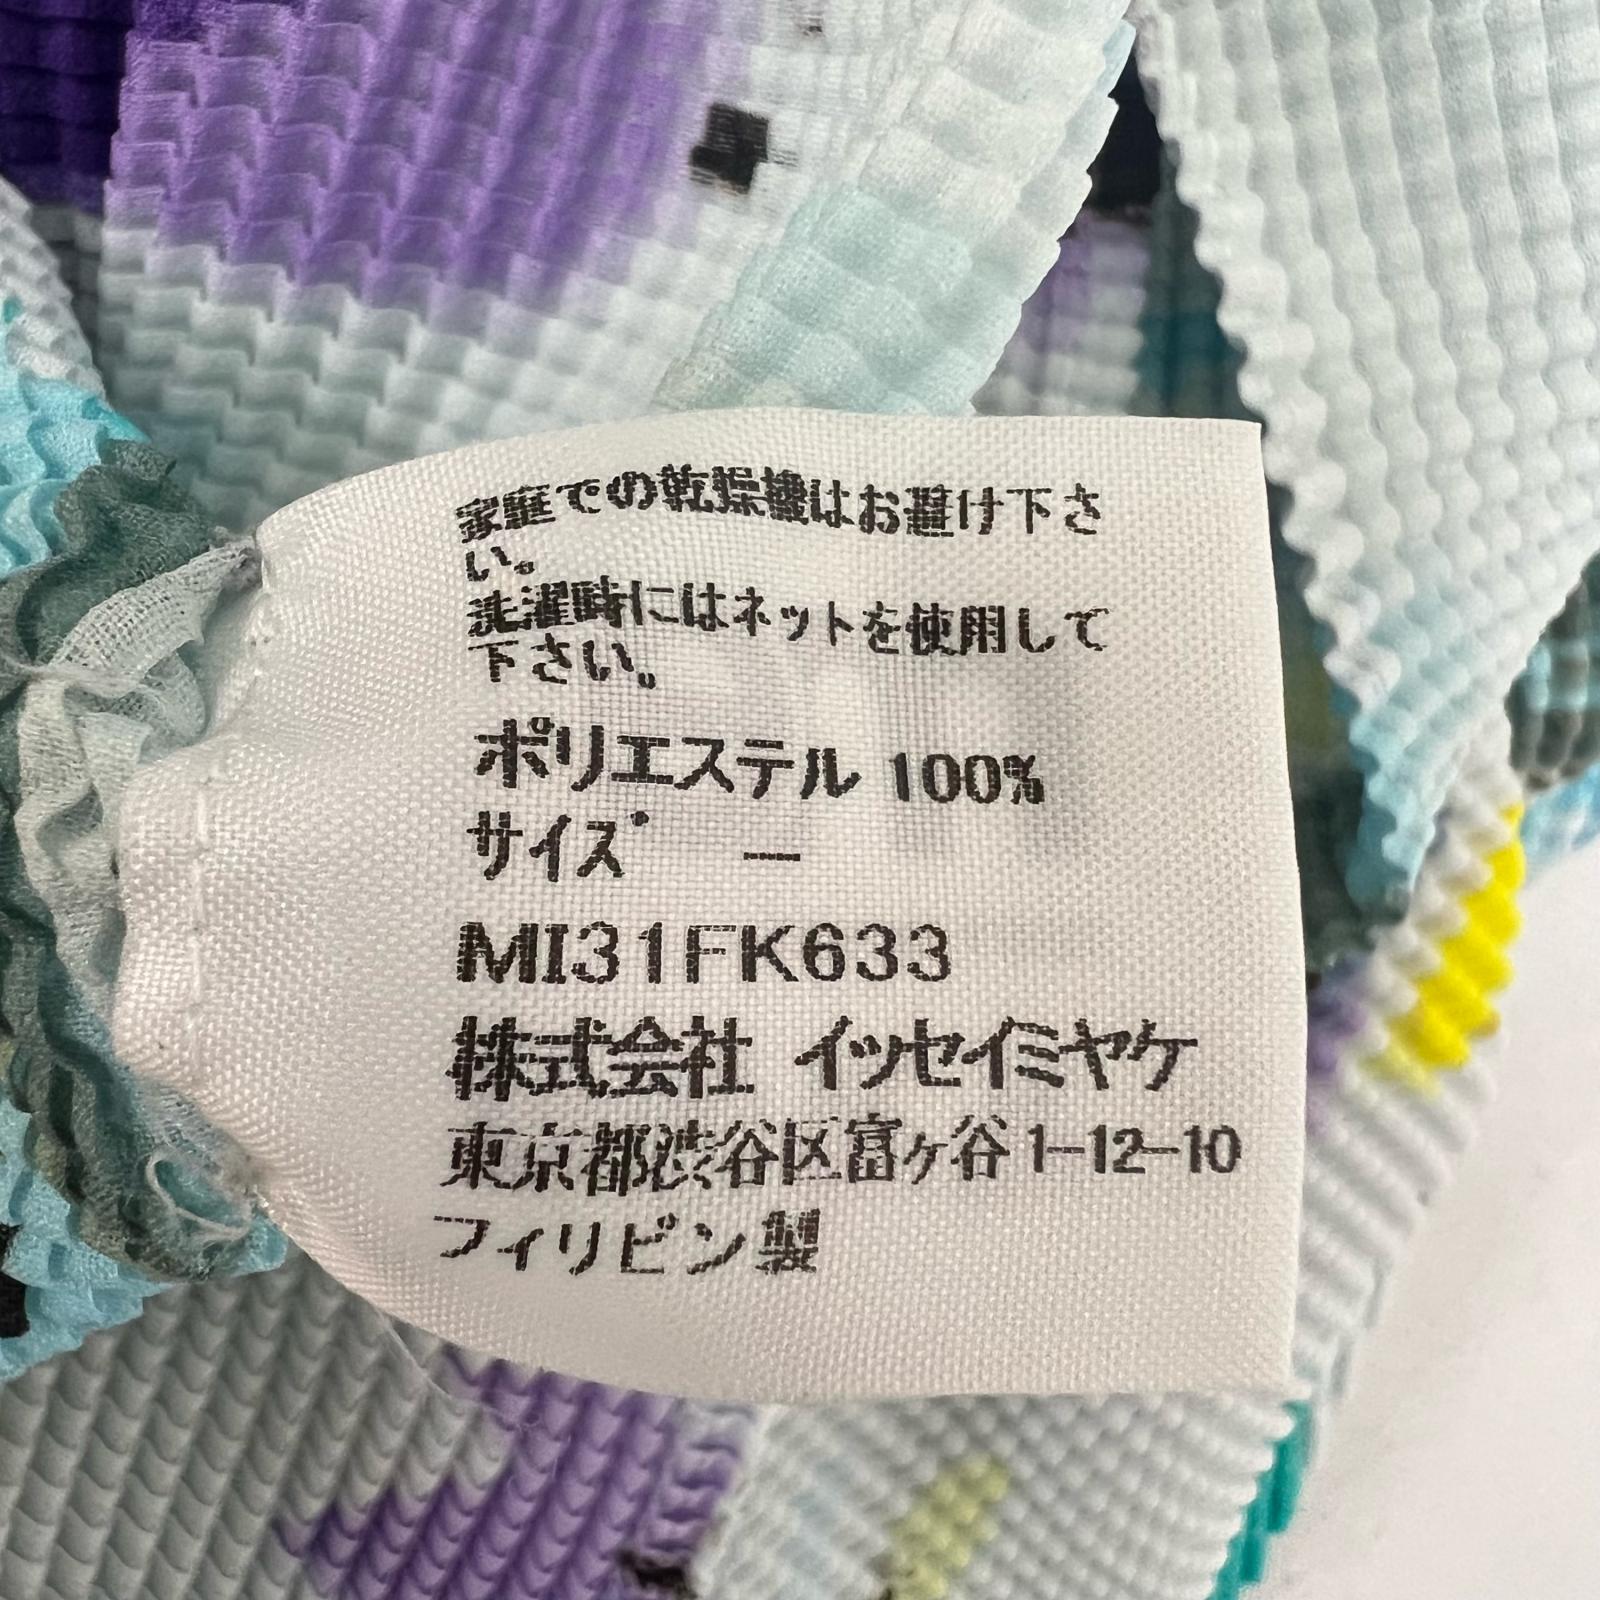 家庭での乾燥機はお避け下さ
い。
洗濯時にはネットを使用して
下さい。
ポリエステル 100%
サイズ ー
MI31FK633
株式会社 イッセイミヤケ
東京都渋谷区富ヶ谷 1-12-10
フィリピン製